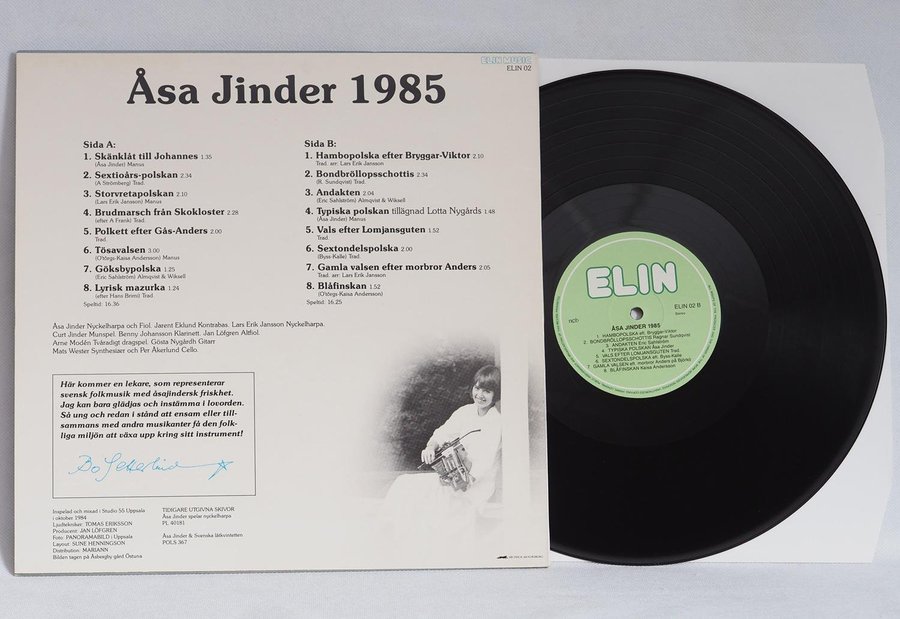 ELIN MUSIC
ELIN 02
Åsa Jinder 1985
Sida A:
1. Skänklåt till Johannes 1.35
(Åsa Jinder) Manus
2. Sextioårs-polskan 2.34
(A Strömberg) Trad.
3. Storvretapolskan 2.10
(Lars Erik Jansson) Manus
4. Brudmarsch från Skokloster 2.28
(efter A Frank) Trad.
5. Polkett efter Gås-Anders 2.00
Trad.
6. Tösavalsen 3.00
(O'törgs-Kaisa Andersson) Manus
7. Göksbypolska 1.25
(Eric Sahlström) Almqvist & Wiksell
8. Lyrisk mazurka 1.24
(efter Hans Brimi) Trad
Speltid: 16.36
Sida B:
1. Hambopolska efter Bryggar-Viktor 2.10
Trad. arr: Lars Erik Jansson
2. Bondbröllopsschottis 2.34
(R. Sundqvist) Trad.
3. Andakten 2.04
(Eric Sahlström) Almqvist & Wiksell
4. Typiska polskan tillägnad Lotta Nygårds 1.48
(Åsa Jinder) Manus
5. Vals efter Lomjansguten 1.52
Trad.
6. Sextondelspolska 2.00
(Byss-Kalle) Trad.
7. Gamla valsen efter morbror Anders 2.05
Trad. arr: Lars Erik Jansson
8. Blåfinskan 1.52
(O'törgs-Kaisa Andersson)
Speltid: 16.25
Åsa Jinder Nyckelharpa och Fiol. Jarent Eklund Kontrabas. Lars Erik Jansson Nyckelharpa.
Curt Jinder Munspel. Benny Johansson Klarinett. Jan Löfgren Altfiol.
Arne Modén Tvåradigt dragspel. Gösta Nygårdh Gitarr
Mats Wester Synthesizer och Per Åkerlund Cello.
Här kommer en lekare, som representerar
svensk folkmusik med åsajindersk friskhet.
Jag kan bara glädjas och instämma i lovorden.
Så ung och redan i stånd att ensam eller till-
sammans med andra musikanter få den folk-
liga miljön att växa upp kring sitt instrument!
Bo Setterlind
Inspelad och mixad i Studio 55 Uppsala
i oktober 1984
Ljudtekniker: TOMAS ERIKSSON
Producent: JAN LÖFGREN
Foto: PANORAMABILD i Uppsala
Layout: SUNE HENNINGSON
Distribution: MARIANN
Bilden tagen på Åsbergby gård Östuna
TIDIGARE UTGIVNA SKIVOR
Åsa Jinder spelar nyckelharpa
PL 40181
Åsa Jinder & Svenska låtkvintetten
POLS 367
ELIN
ncb
ELIN 02 B
Stereo
ÅSA JINDER 1985
1. HAMBOPOLSKA eft. Bryggar-Viktor
2. BONDBRÖLLOPSSCHOTTIS Ragnar Sundqvist
3. ANDAKTEN Eric Sahlström
4. TYPISKA POLSKAN Åsa Jinder
5. VALS EFTER LOMJANSGUTEN Trad.
6. SEXTONDELSPOLSKA eft. Byss-Kalle
7. GAMLA VALSEN eft. morbror Anders på Björkö
8. BLÅFINSKAN Kaisa Andersson